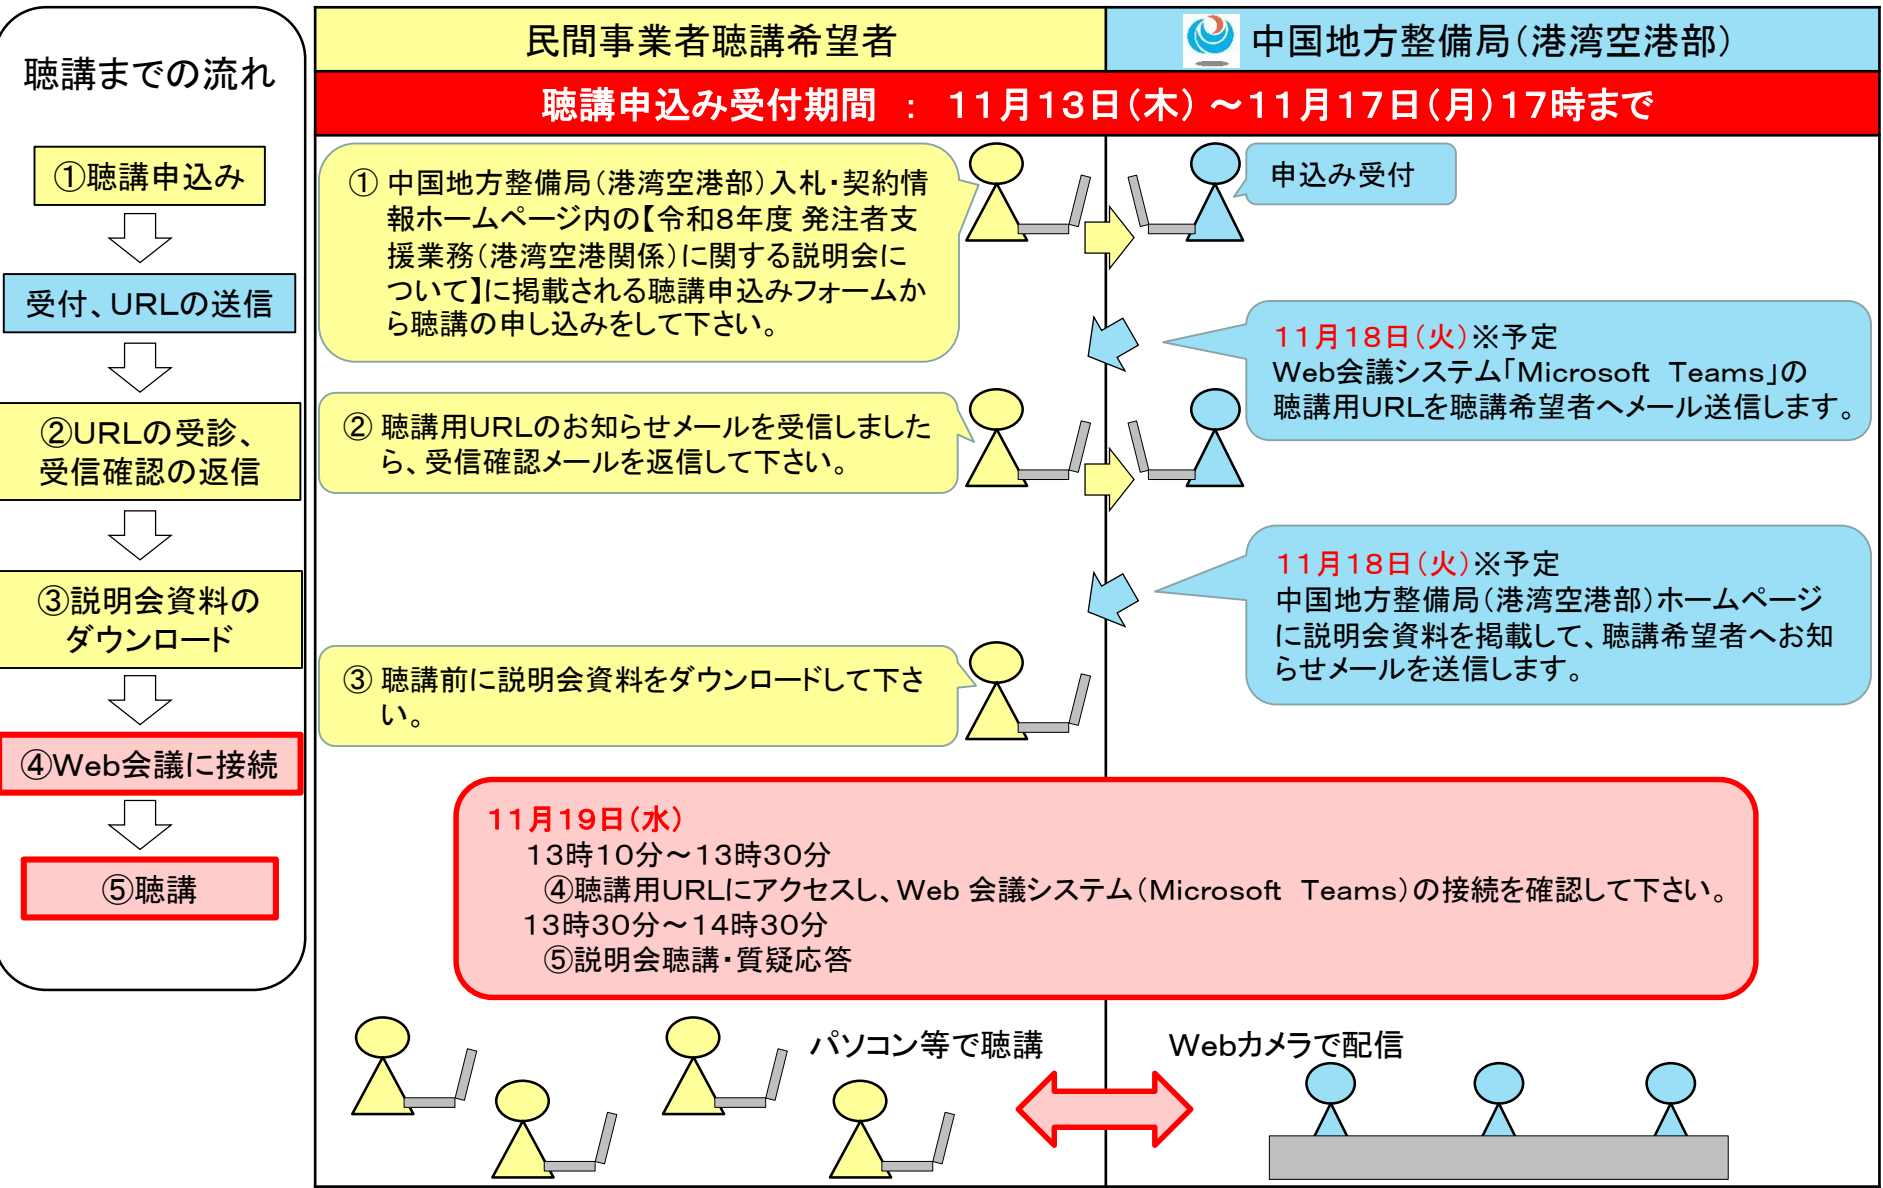 聴講までの流れ
①聴講申込み
受付、URLの送信
②URLの受診、
受信確認の返信
③説明会資料の
ダウンロード
④Web会議に接続
⑤聴講
民間事業者聴講希望者
中国地方整備局(港湾空港部)
聴講申込み受付期間 : 11月13日(木)~11月17日(月)17時まで
① 中国地方整備局(港湾空港部)入札・契約情
報ホームページ内の【令和8年度 発注者支
援業務(港湾空港関係)に関する説明会に
ついて】に掲載される聴講申込みフォームか
ら聴講の申し込みをして下さい。
申込み受付
11月18日(火)※予定
Web会議システム「Microsoft Teams」の
聴講用URLを聴講希望者へメール送信します。
② 聴講用URLのお知らせメールを受信しました
ら、受信確認メールを返信して下さい。
11月18日(火)※予定
中国地方整備局(港湾空港部)ホームページ
に説明会資料を掲載して、聴講希望者へお知
らせメールを送信します。
③ 聴講前に説明会資料をダウンロードして下さ
い。
11月19日(水)
13時10分~13時30分
④聴講用URLにアクセスし、Web 会議システム(Microsoft Teams)の接続を確認して下さい。
13時30分~14時30分
⑤説明会聴講・質疑応答
パソコン等で聴講
Webカメラで配信